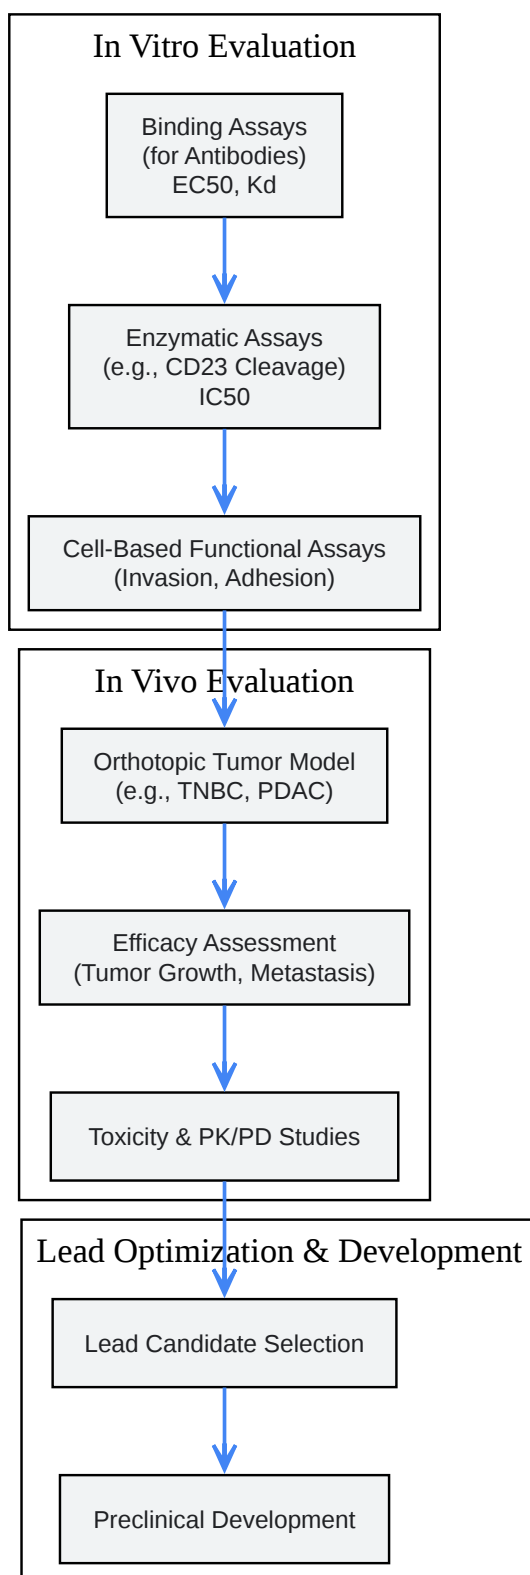 In Vitro Evaluation
Binding Assays
(for Antibodies)
EC50, Kd
Enzymatic Assays
(e.g., CD23 Cleavage)
IC50
Cell-Based Functional Assays
(Invasion, Adhesion)
In Vivo Evaluation
Orthotopic Tumor Model
(e.g., TNBC, PDAC)
Efficacy Assessment
(Tumor Growth, Metastasis)
Toxicity & PK/PD Studies
Lead Optimization & Development
Lead Candidate Selection
Preclinical Development